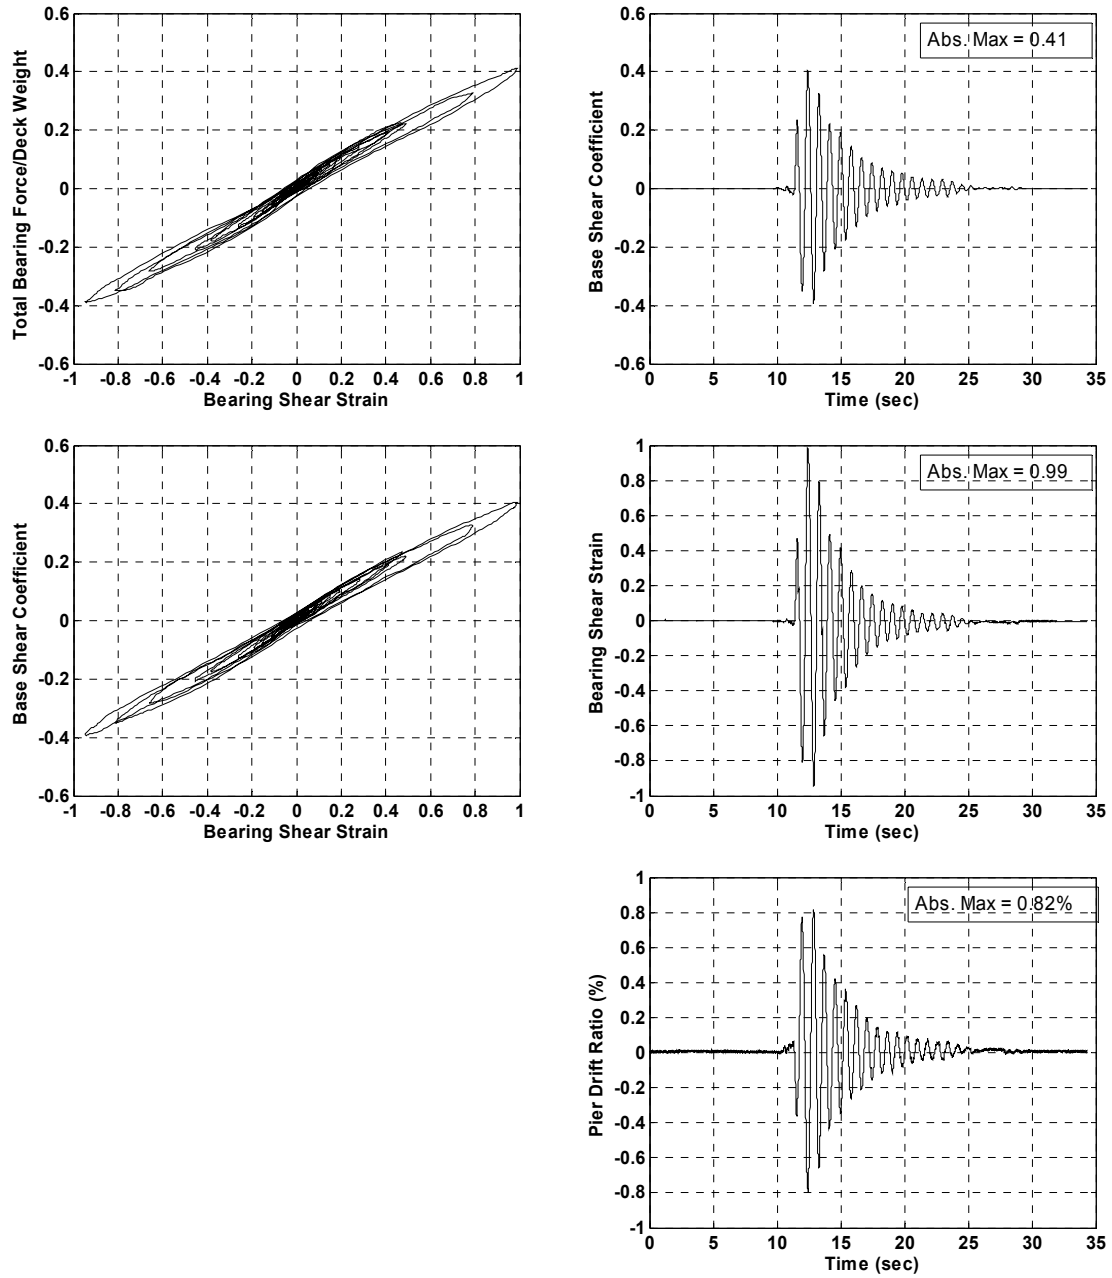 0.6
0.4
0.2
0
-0.2
-0.4
-0.6
Total Bearing Force/Deck Weight
-1 -0.8 -0.6 -0.4 -0.2 0 0.2 0.4 0.6 0.8 1
Bearing Shear Strain
0.6
0.4
0.2
0
-0.2
-0.4
-0.6
Base Shear Coefficient
Abs. Max = 0.41
0 5 10 15 20 25 30 35
Time (sec)
0.6
0.4
0.2
0
-0.2
-0.4
-0.6
Base Shear Coefficient
-1 -0.8 -0.6 -0.4 -0.2 0 0.2 0.4 0.6 0.8 1
Bearing Shear Strain
1
0.8
0.6
0.4
0.2
0
-0.2
-0.4
-0.6
-0.8
-1
Bearing Shear Strain
Abs. Max = 0.99
0 5 10 15 20 25 30 35
Time (sec)
1
0.8
0.6
0.4
0.2
0
-0.2
-0.4
-0.6
-0.8
-1
Pier Drift Ratio (%)
Abs. Max = 0.82%
0 5 10 15 20 25 30 35
Time (sec)